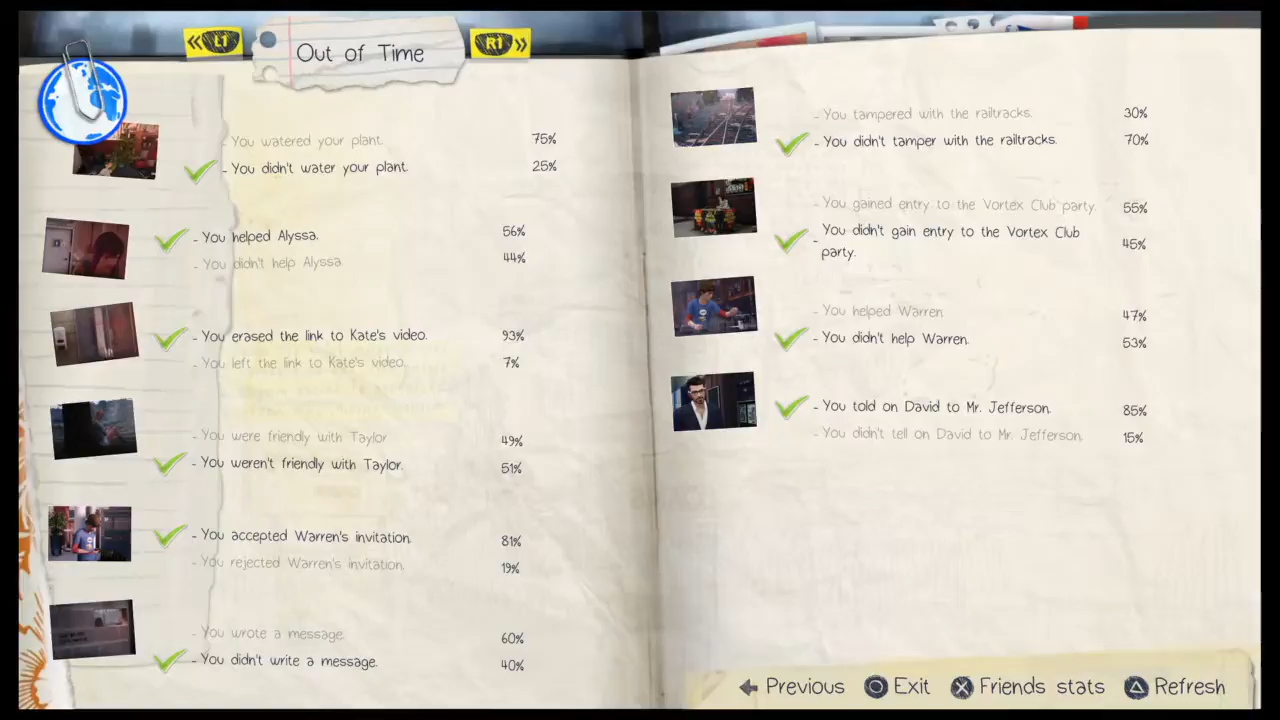 L1
Out of Time
R1
- You watered your plant. 75%
- You didn't water your plant. 25%
- You helped Alyssa. 56%
- You didn't help Alyssa. 44%
- You erased the link to Kate's video. 93%
- You left the link to Kate's video. 7%
- You were friendly with Taylor 49%
- You weren't friendly with Taylor. 51%
- You accepted Warren's invitation. 81%
- You rejected Warren's invitation. 19%
- You wrote a message. 60%
- You didn't write a message. 40%
- You tampered with the railtracks. 30%
- You didn't tamper with the railtracks. 70%
- You gained entry to the Vortex Club party. 55%
- You didn't gain entry to the Vortex Club
party. 45%
- You helped Warren. 47%
- You didn't help Warren. 53%
- You told on David to Mr. Jefferson. 85%
- You didn't tell on David to Mr. Jefferson. 15%
Previous Exit Friends stats Refresh